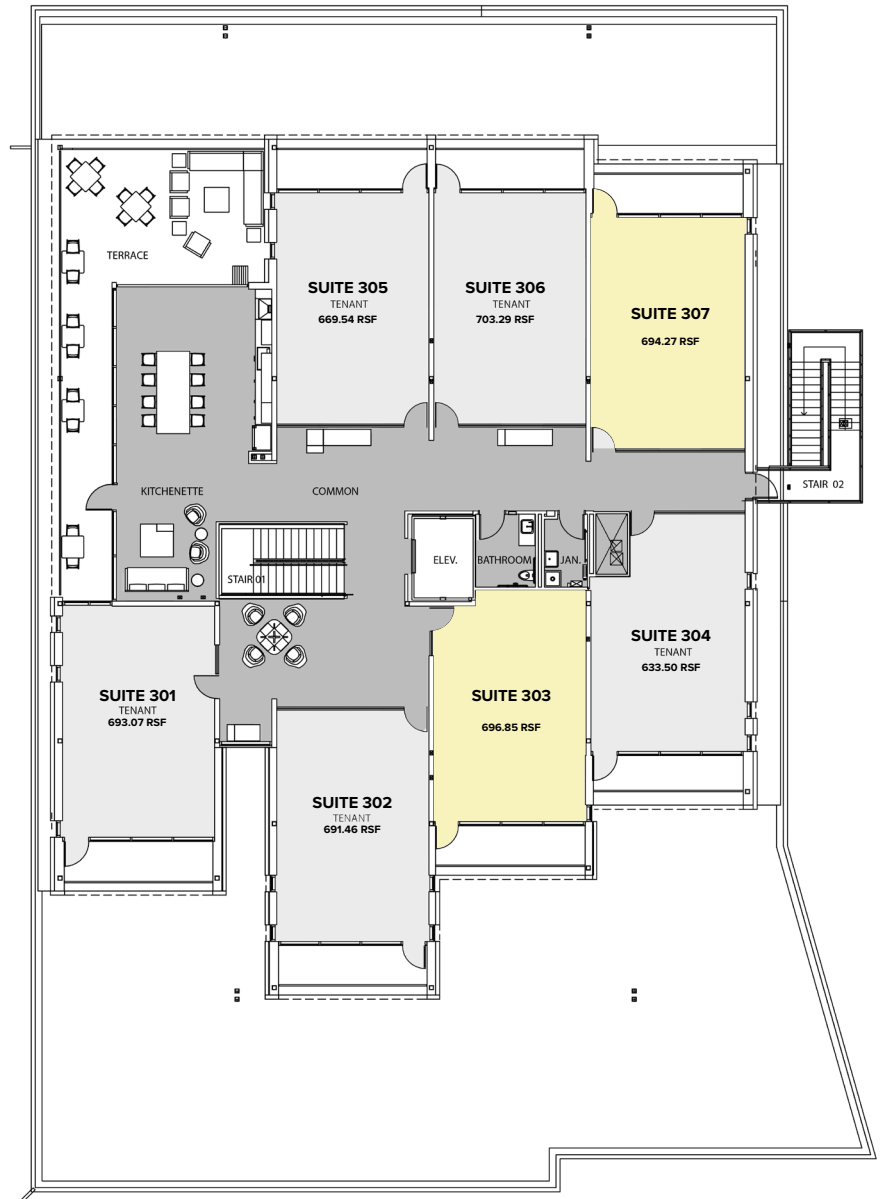 TERRACE
SUITE 305
TENANT
669.54 RSF
SUITE 306
TENANT
703.29 RSF
SUITE 307
694.27 RSF
KITCHENETTE
COMMON
STAIR 02
STAIR 01
ELEV.
BATHROOM
JAN.
SUITE 301
TENANT
693.07 RSF
SUITE 302
TENANT
691.46 RSF
SUITE 303
696.85 RSF
SUITE 304
TENANT
633.50 RSF